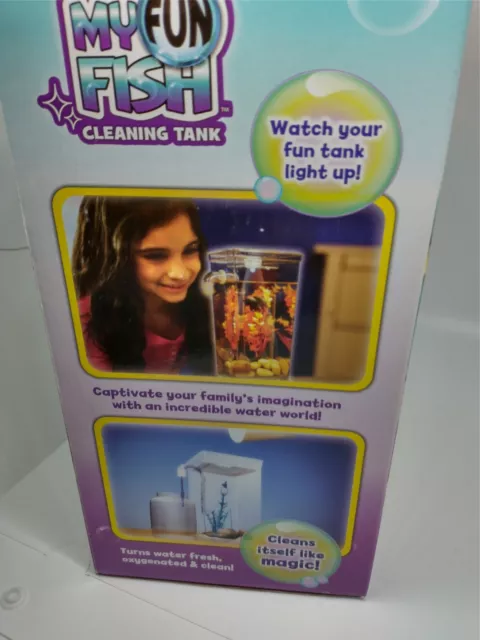 MY FUN
FISH™
CLEANING TANK
Watch your
fun tank
light up!
Captivate your family's imagination
with an incredible water world!
Turns water fresh,
oxygenated & clean!
Cleans
itself like
magic!